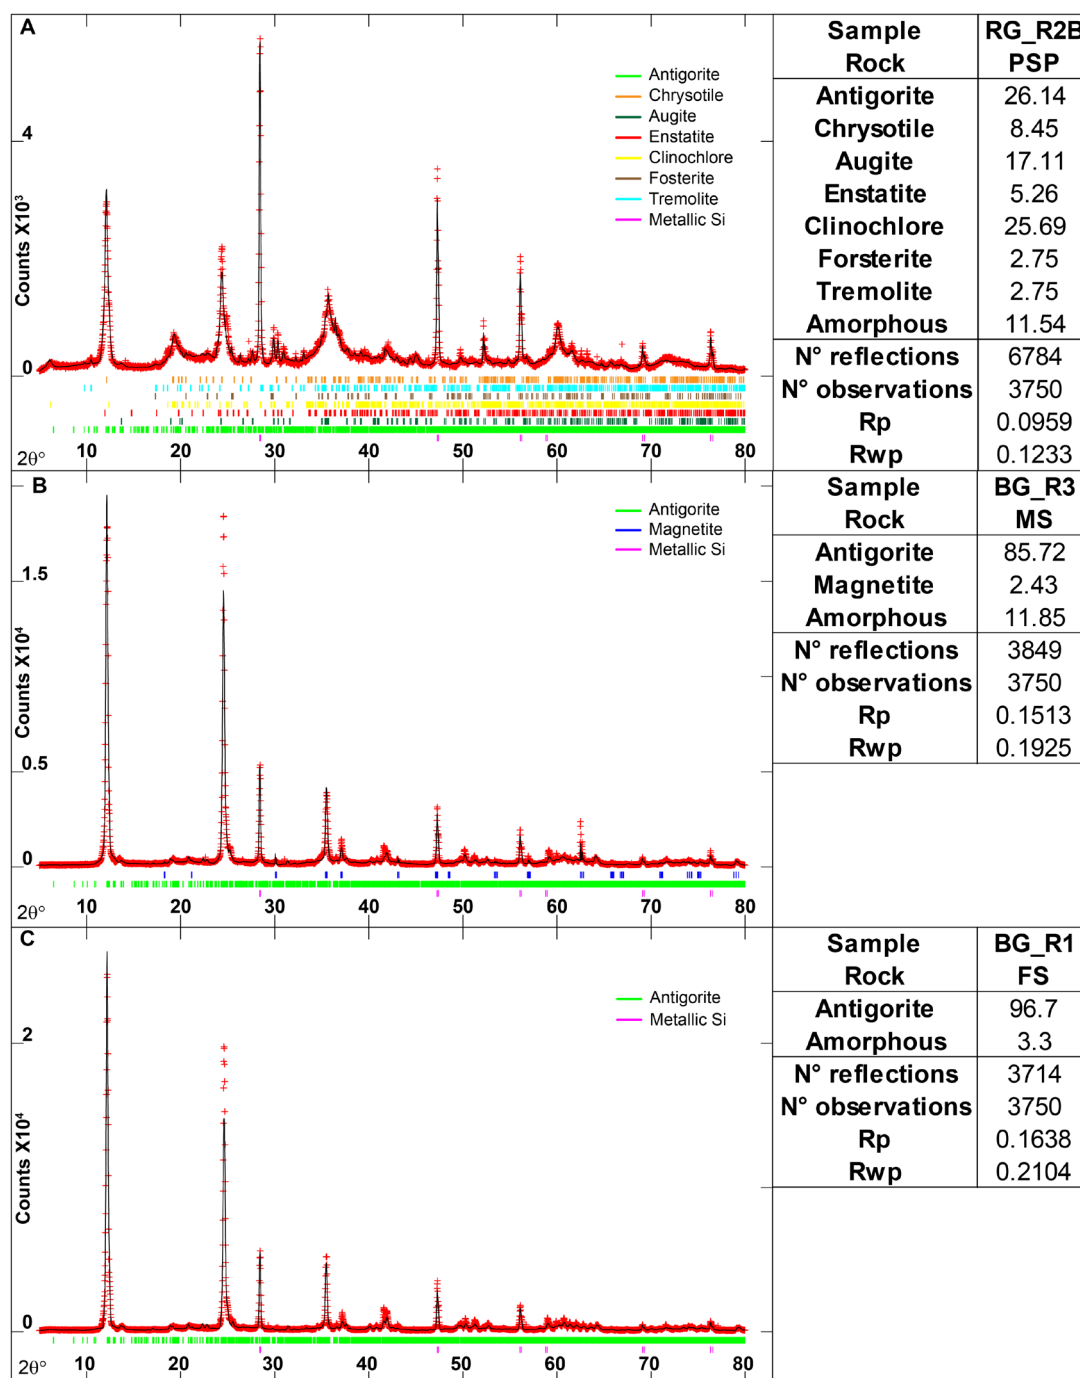 A
Antigorite
Chrysotile
Augite
Enstatite
Clinochlore
Fosterite
Tremolite
Metallic Si
4
0
Counts X10³
2θ° 10 20 30 40 50 60 70 80
Sample RG_R2B
Rock PSP
Antigorite 26.14
Chrysotile 8.45
Augite 17.11
Enstatite 5.26
Clinochlore 25.69
Forsterite 2.75
Tremolite 2.75
Amorphous 11.54
N° reflections 6784
N° observations 3750
Rp 0.0959
Rwp 0.1233
B
Antigorite
Magnetite
Metallic Si
1.5
0.5
0
Counts X10⁴
2θ° 10 20 30 40 50 60 70 80
Sample BG_R3
Rock MS
Antigorite 85.72
Magnetite 2.43
Amorphous 11.85
N° reflections 3849
N° observations 3750
Rp 0.1513
Rwp 0.1925
C
Antigorite
Metallic Si
2
0
Counts X10⁴
2θ° 10 20 30 40 50 60 70 80
Sample BG_R1
Rock FS
Antigorite 96.7
Amorphous 3.3
N° reflections 3714
N° observations 3750
Rp 0.1638
Rwp 0.2104